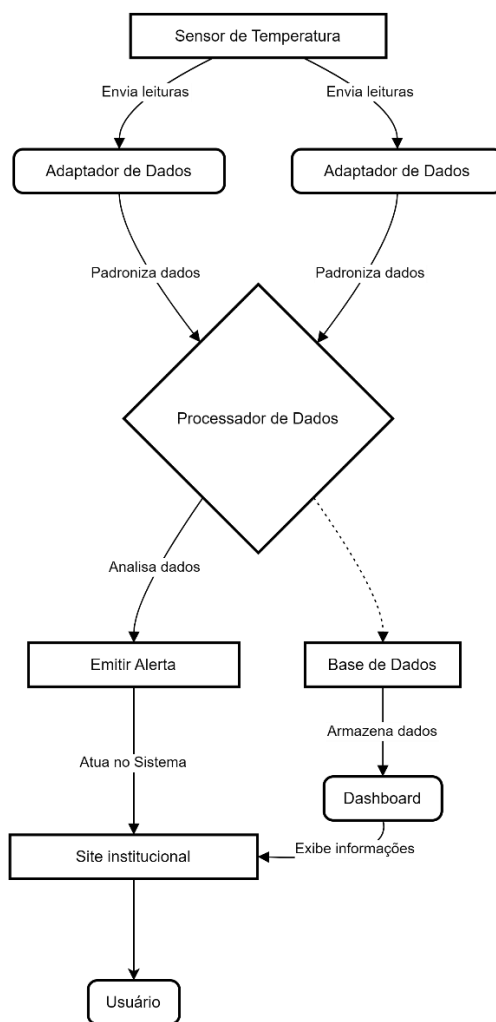 Sensor de Temperatura
Envia leituras
Envia leituras
Adaptador de Dados
Adaptador de Dados
Padroniza dados
Padroniza dados
Processador de Dados
Analisa dados
Emitir Alerta
Base de Dados
Armazena dados
Atua no Sistema
Dashboard
Exibe informações
Site institucional
Usuário